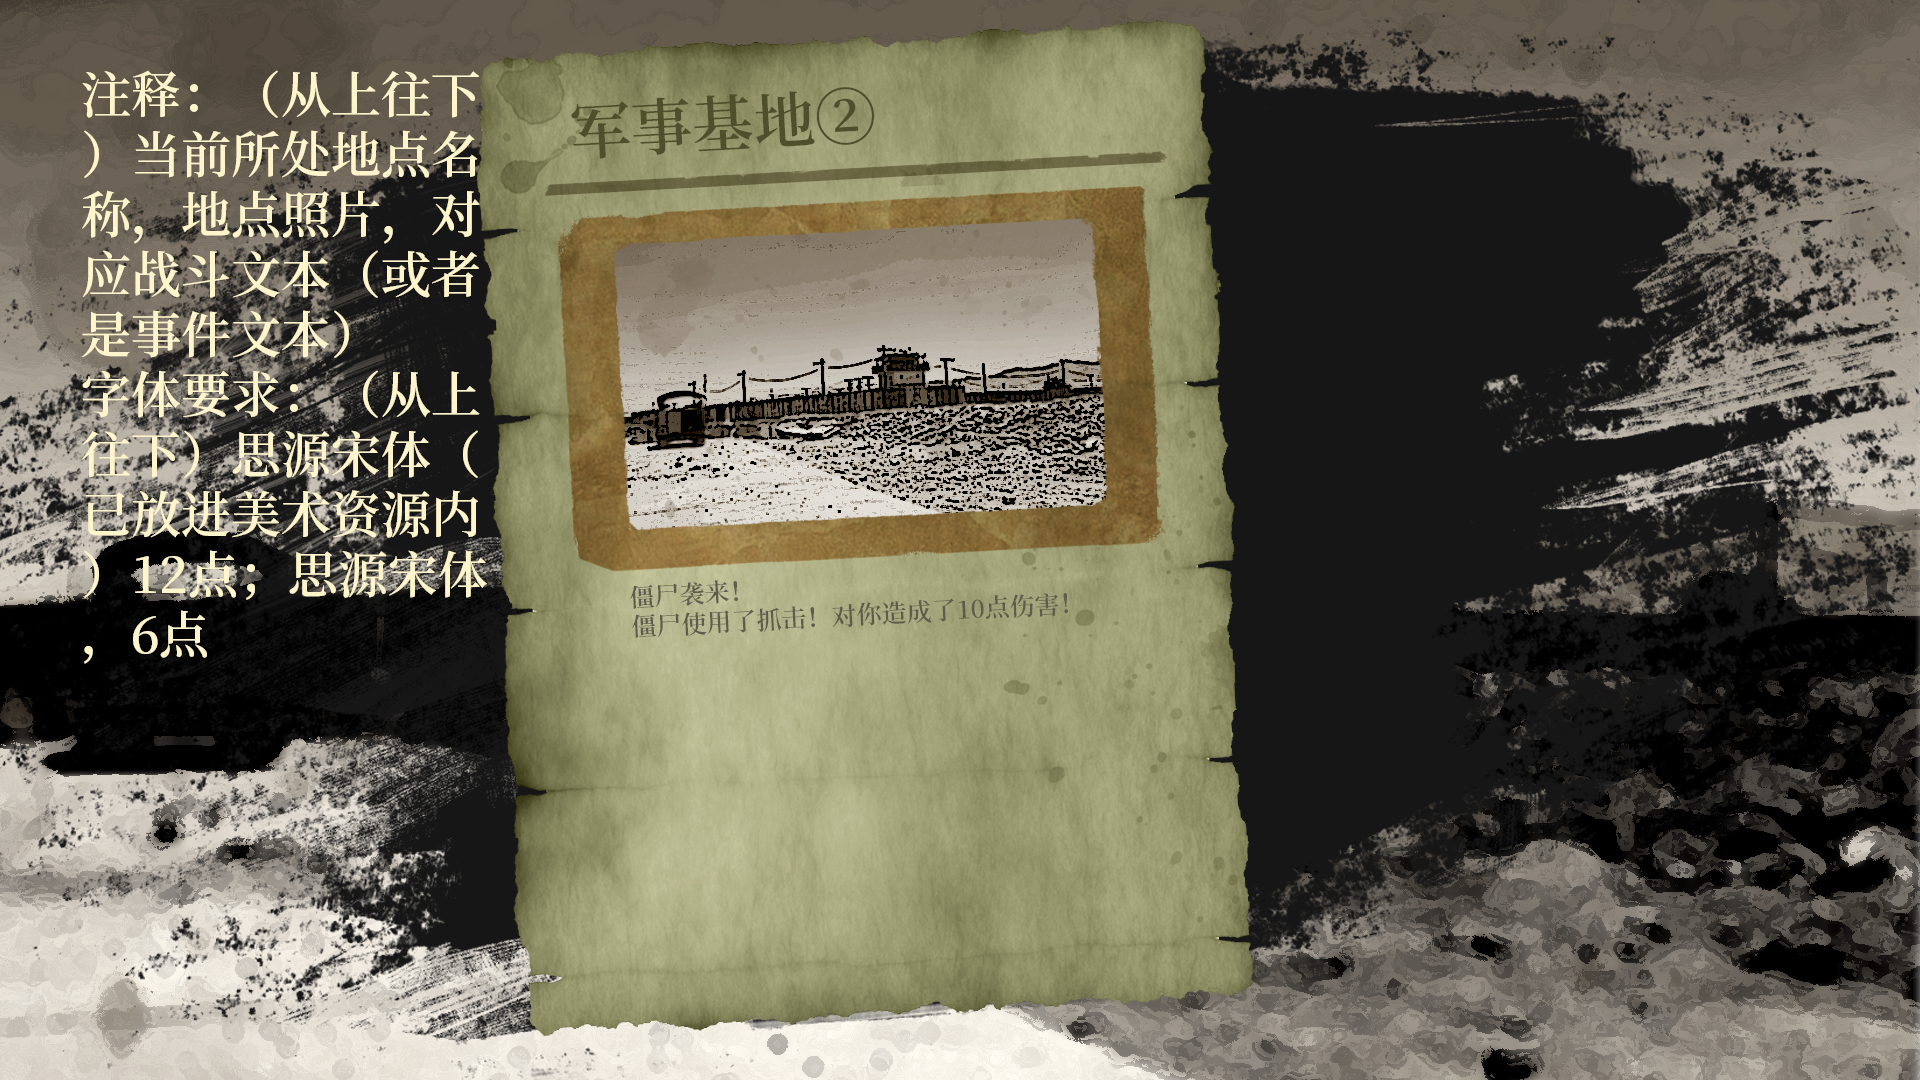 注释：（从上往下
）当前所处地点名
称，地点照片，对
应战斗文本（或者
是事件文本）
字体要求：（从上
往下）思源宋体（
已放进美术资源内
）12点；思源宋体
，6点
军事基地②
僵尸袭来！
僵尸使用了抓击！对你造成了10点伤害！